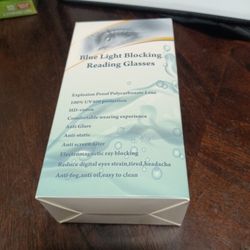 Blue Light Blocking
Reading Glasses
Explosion Proof Polycarbonate Lens
100% UV400 protection
HD-vision
Comfortable wearing experience
Anti Glare
Anti-static
Anti screen
Electromagnetic ray blocking
Reduce digital eyes strain,tired,headache
Anti-fog,anti oil,easy to clean